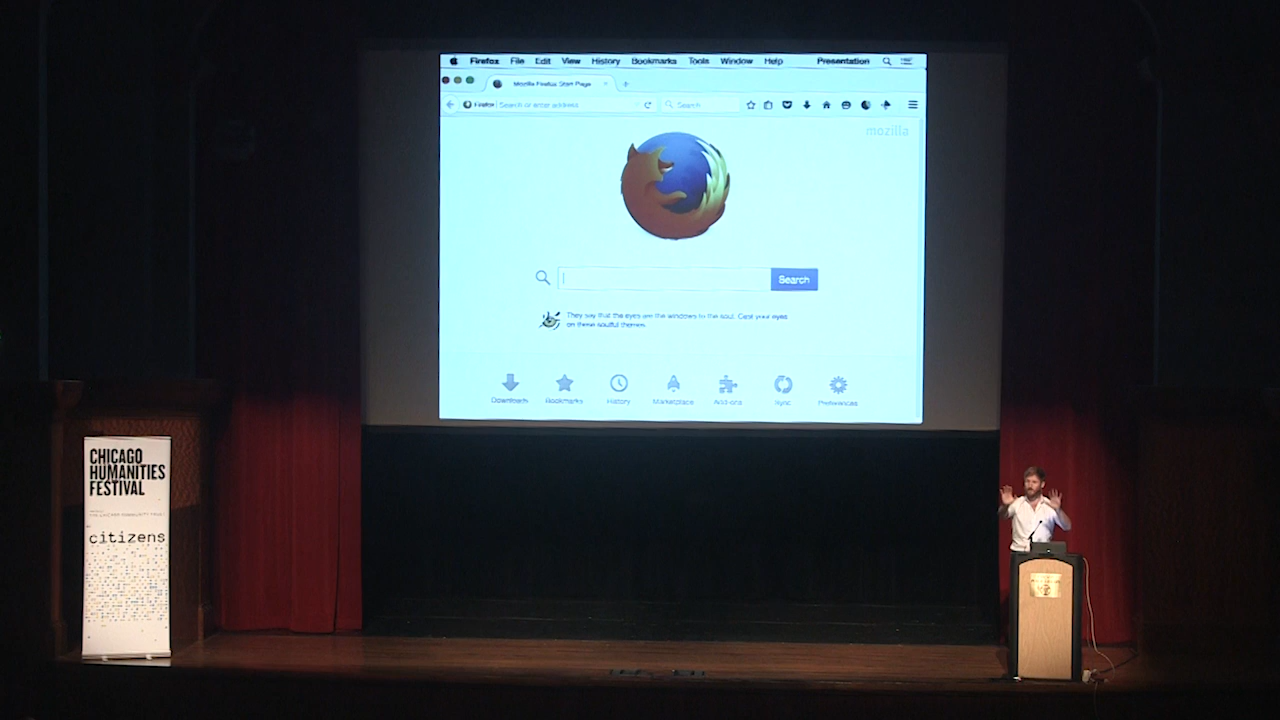 Firefox File Edit View History Bookmarks Tools Window Help Presentation
Mozilla Firefox Start Page
Firefox Search or enter address Search
mozilla
Search
They say that the eyes are the windows to the soul. Cast your eyes
on these soulful themes.
Downloads Bookmarks History Marketplace Add-ons Sync Preferences
CHICAGO
HUMANITIES
FESTIVAL
citizens